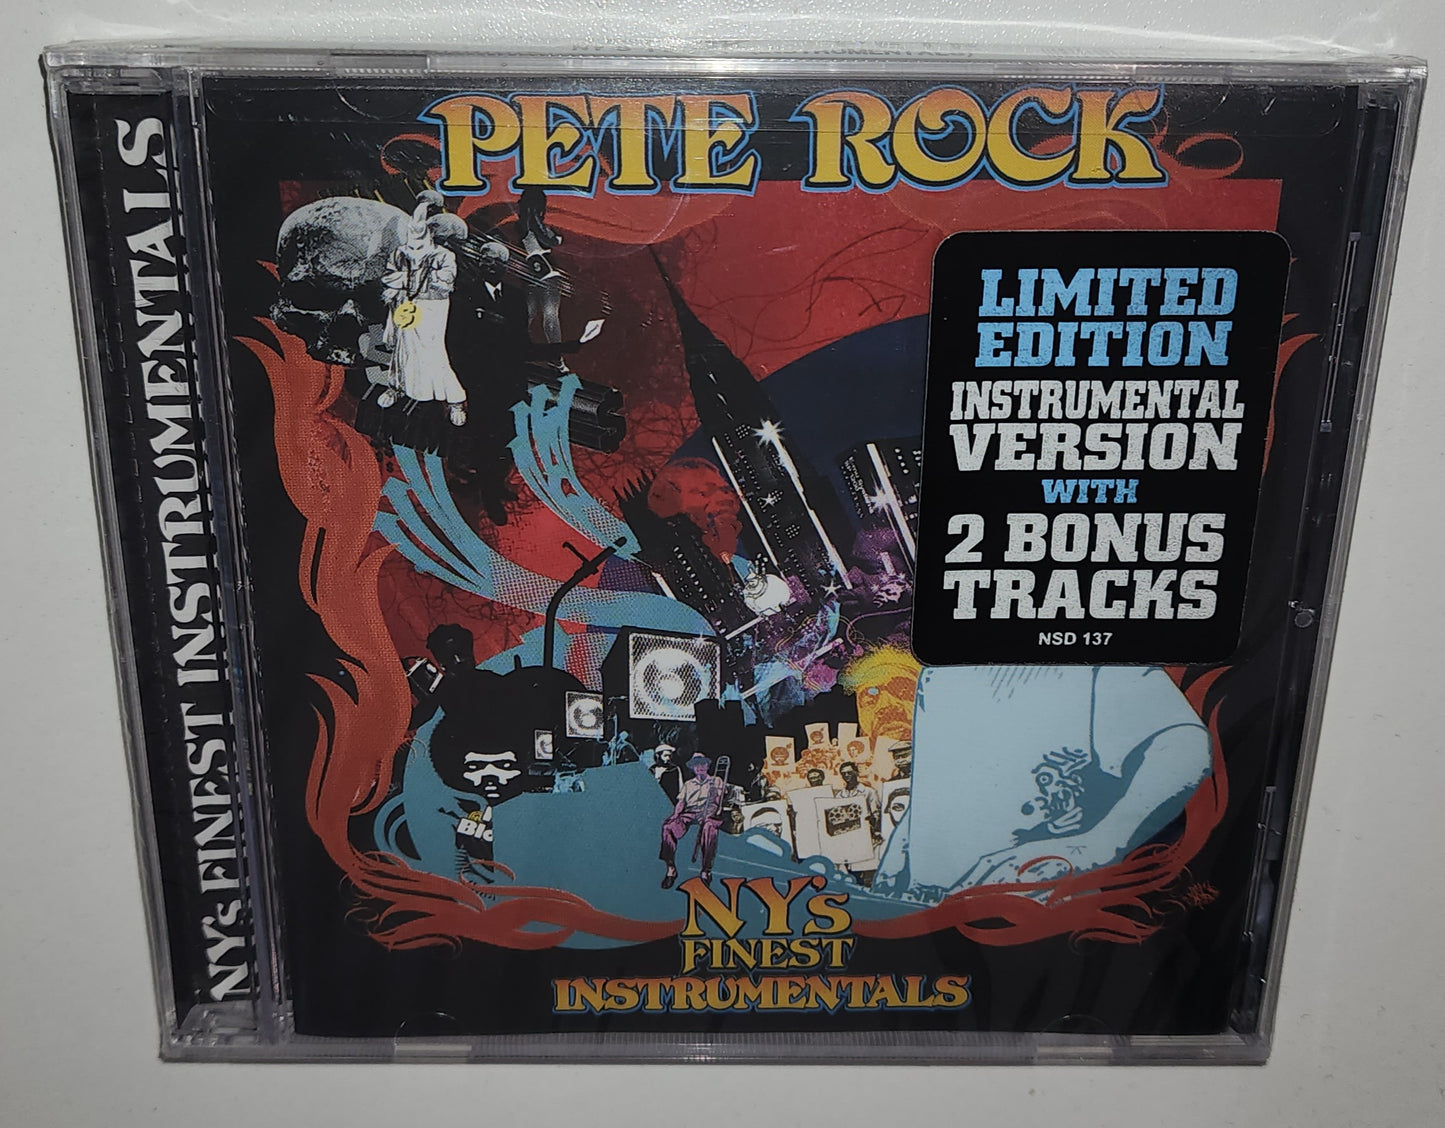 PETE ROCK
NY's FINEST INSTRUMENTALS
LIMITED
EDITION
INSTRUMENTAL
VERSION
WITH
2 BONUS
TRACKS
NSD 137
NY's
FINEST
INSTRUMENTALS